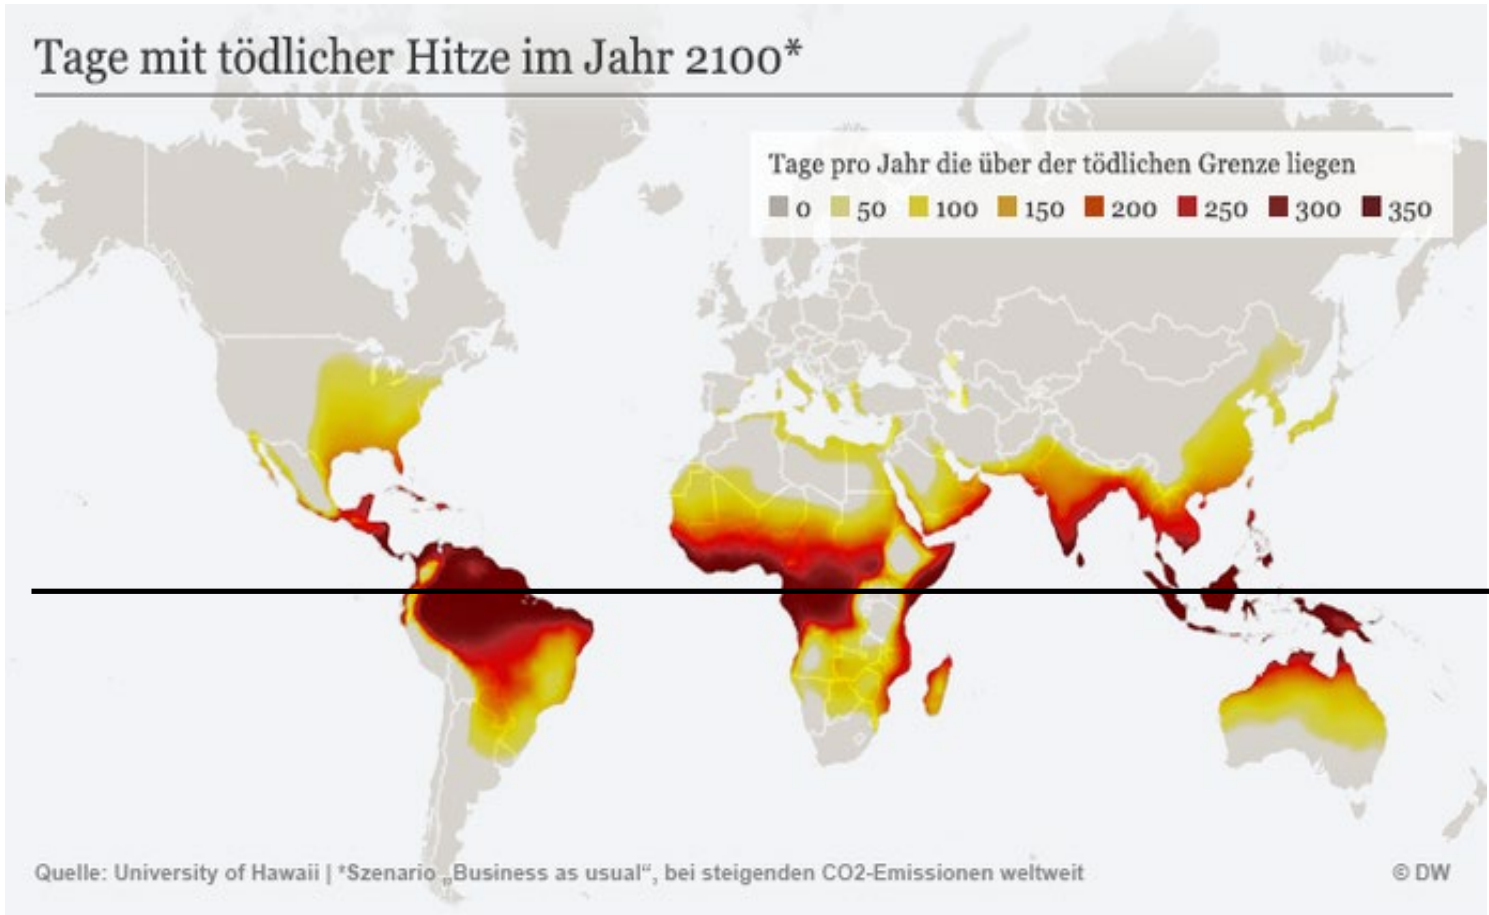 Tage mit tödlicher Hitze im Jahr 2100*
Tage pro Jahr die über der tödlichen Grenze liegen
0 50 100 150 200 250 300 350
Quelle: University of Hawaii | *Szenario „Business as usual“, bei steigenden CO2-Emissionen weltweit
© DW